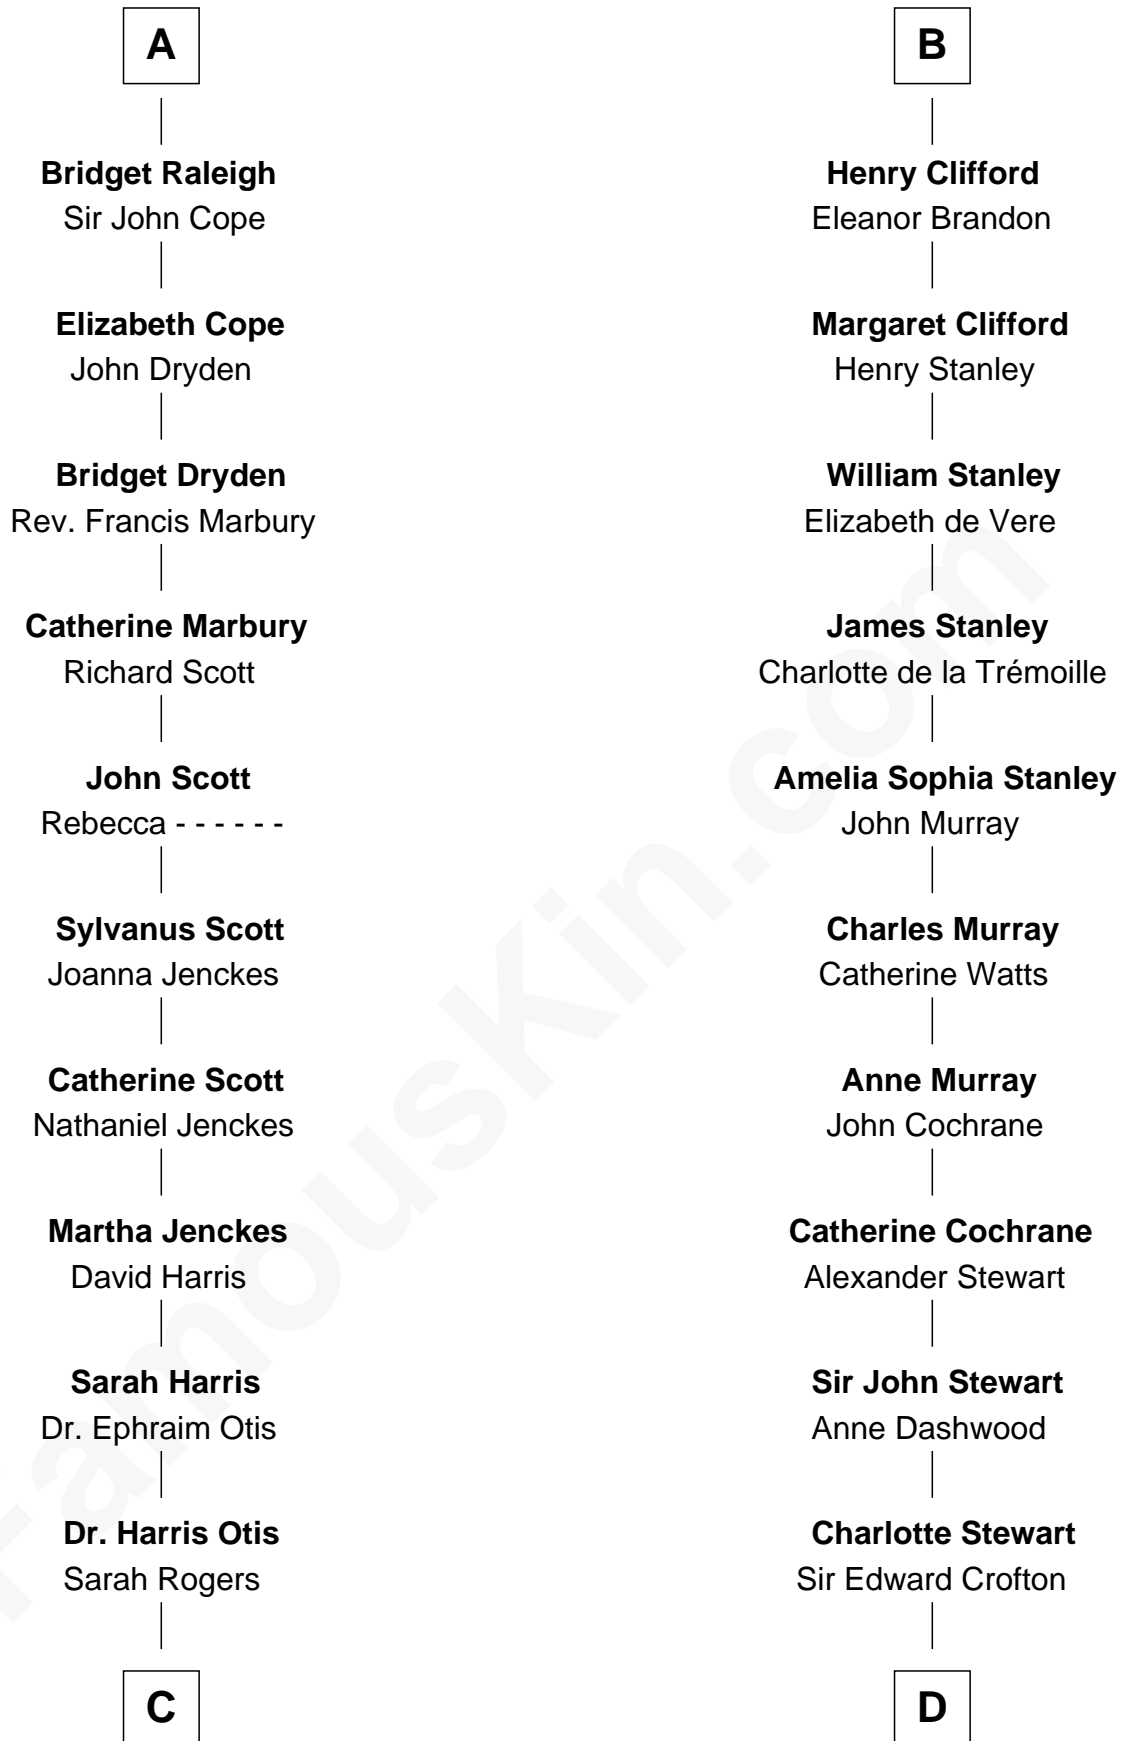 A
Bridget Raleigh
Sir John Cope
Elizabeth Cope
John Dryden
Bridget Dryden
Rev. Francis Marbury
Catherine Marbury
Richard Scott
John Scott
Rebecca - - - - - -
Sylvanus Scott
Joanna Jenckes
Catherine Scott
Nathaniel Jenckes
Martha Jenckes
David Harris
Sarah Harris
Dr. Ephraim Otis
Dr. Harris Otis
Sarah Rogers
C
B
Henry Clifford
Eleanor Brandon
Margaret Clifford
Henry Stanley
William Stanley
Elizabeth de Vere
James Stanley
Charlotte de la Trémoille
Amelia Sophia Stanley
John Murray
Charles Murray
Catherine Watts
Anne Murray
John Cochrane
Catherine Cochrane
Alexander Stewart
Sir John Stewart
Anne Dashwood
Charlotte Stewart
Sir Edward Crofton
D
FamousKin.com